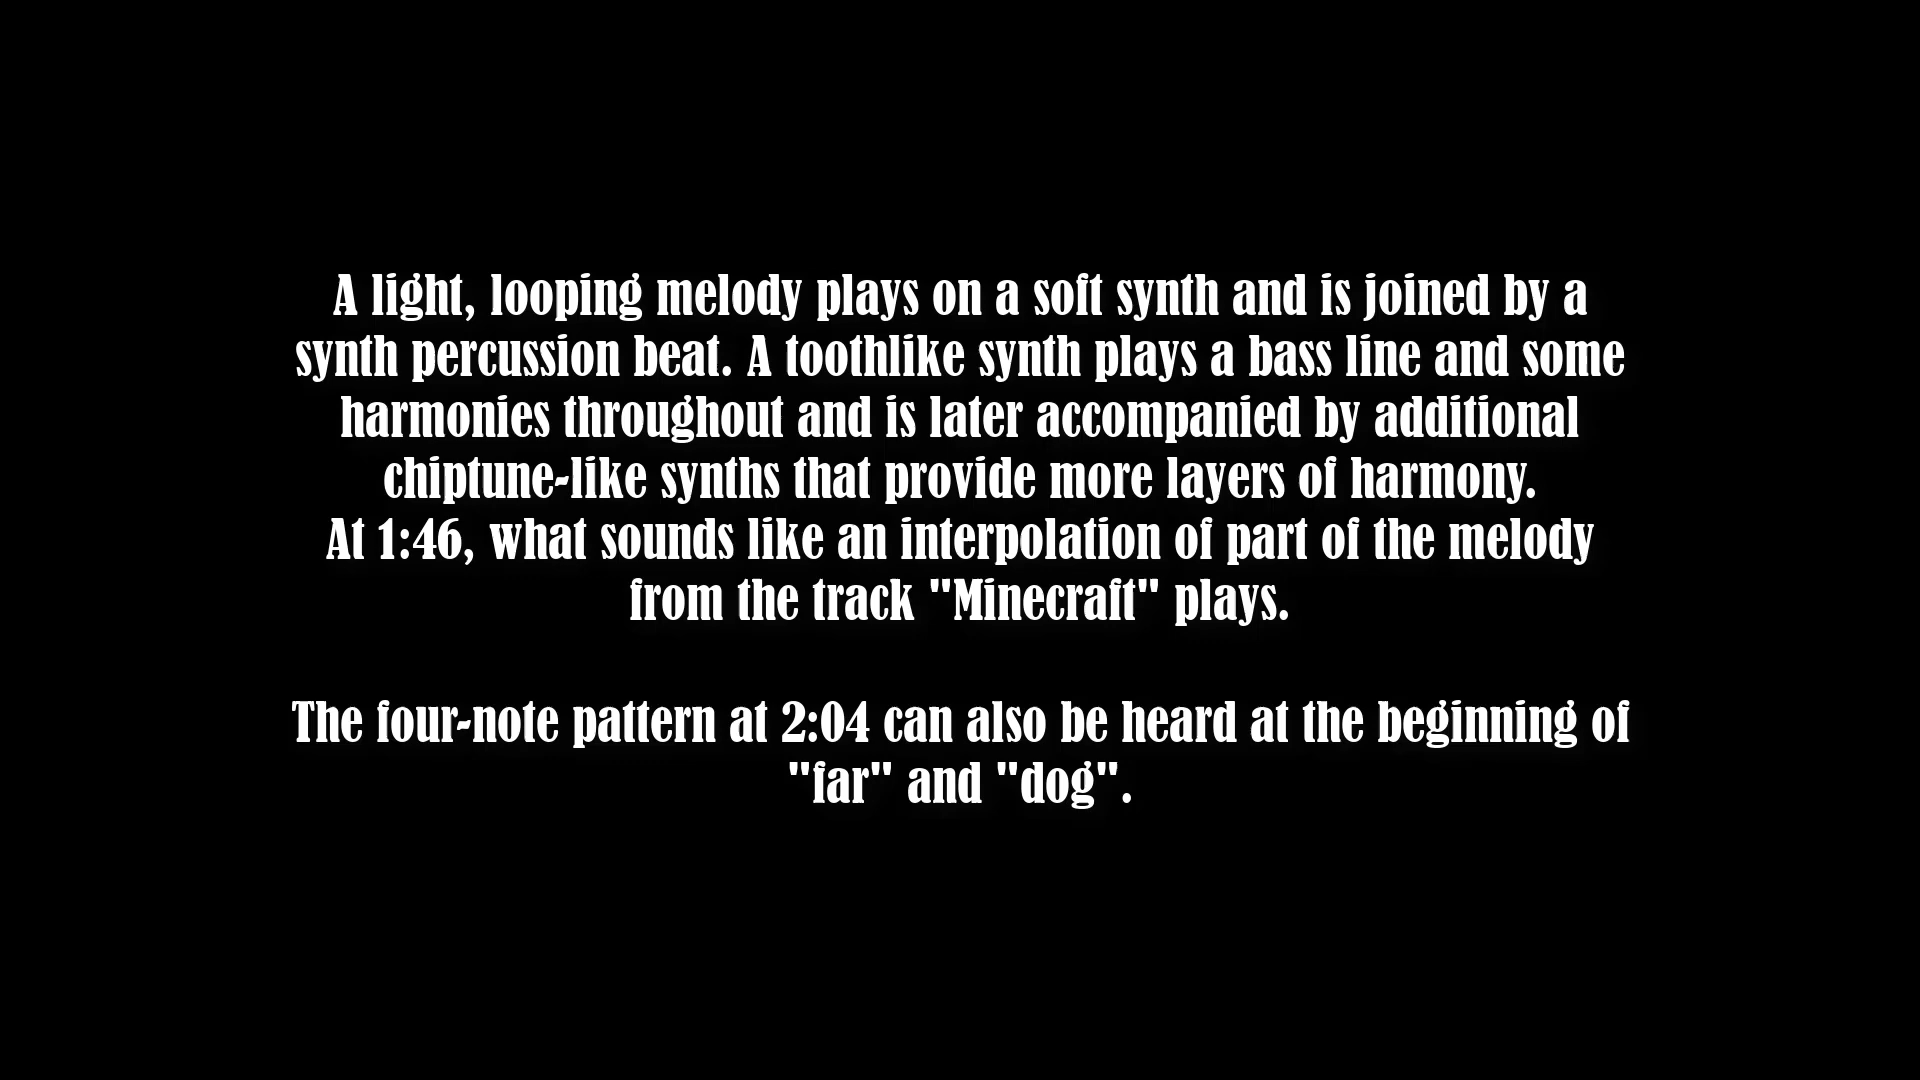 A light, looping melody plays on a soft synth and is joined by a
synth percussion beat. A toothlike synth plays a bass line and some
harmonies throughout and is later accompanied by additional
chiptune-like synths that provide more layers of harmony.
At 1:46, what sounds like an interpolation of part of the melody
from the track "Minecraft" plays.
The four-note pattern at 2:04 can also be heard at the beginning of
"far" and "dog".